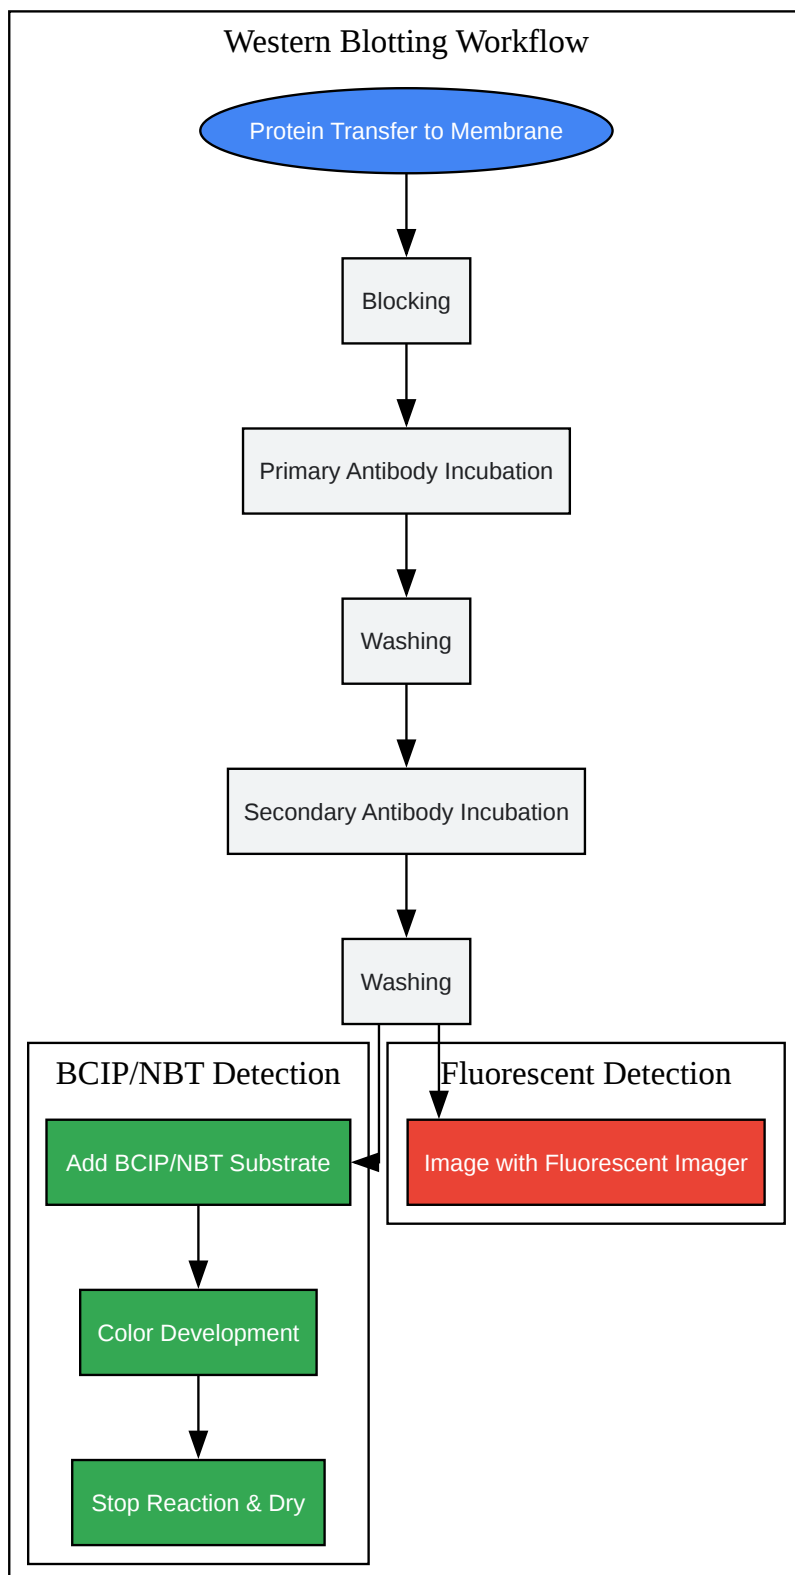 Western Blotting Workflow
Protein Transfer to Membrane
Blocking
Primary Antibody Incubation
Washing
Secondary Antibody Incubation
Washing
BCIP/NBT Detection
Fluorescent Detection
Add BCIP/NBT Substrate
Image with Fluorescent Imager
Color Development
Stop Reaction & Dry